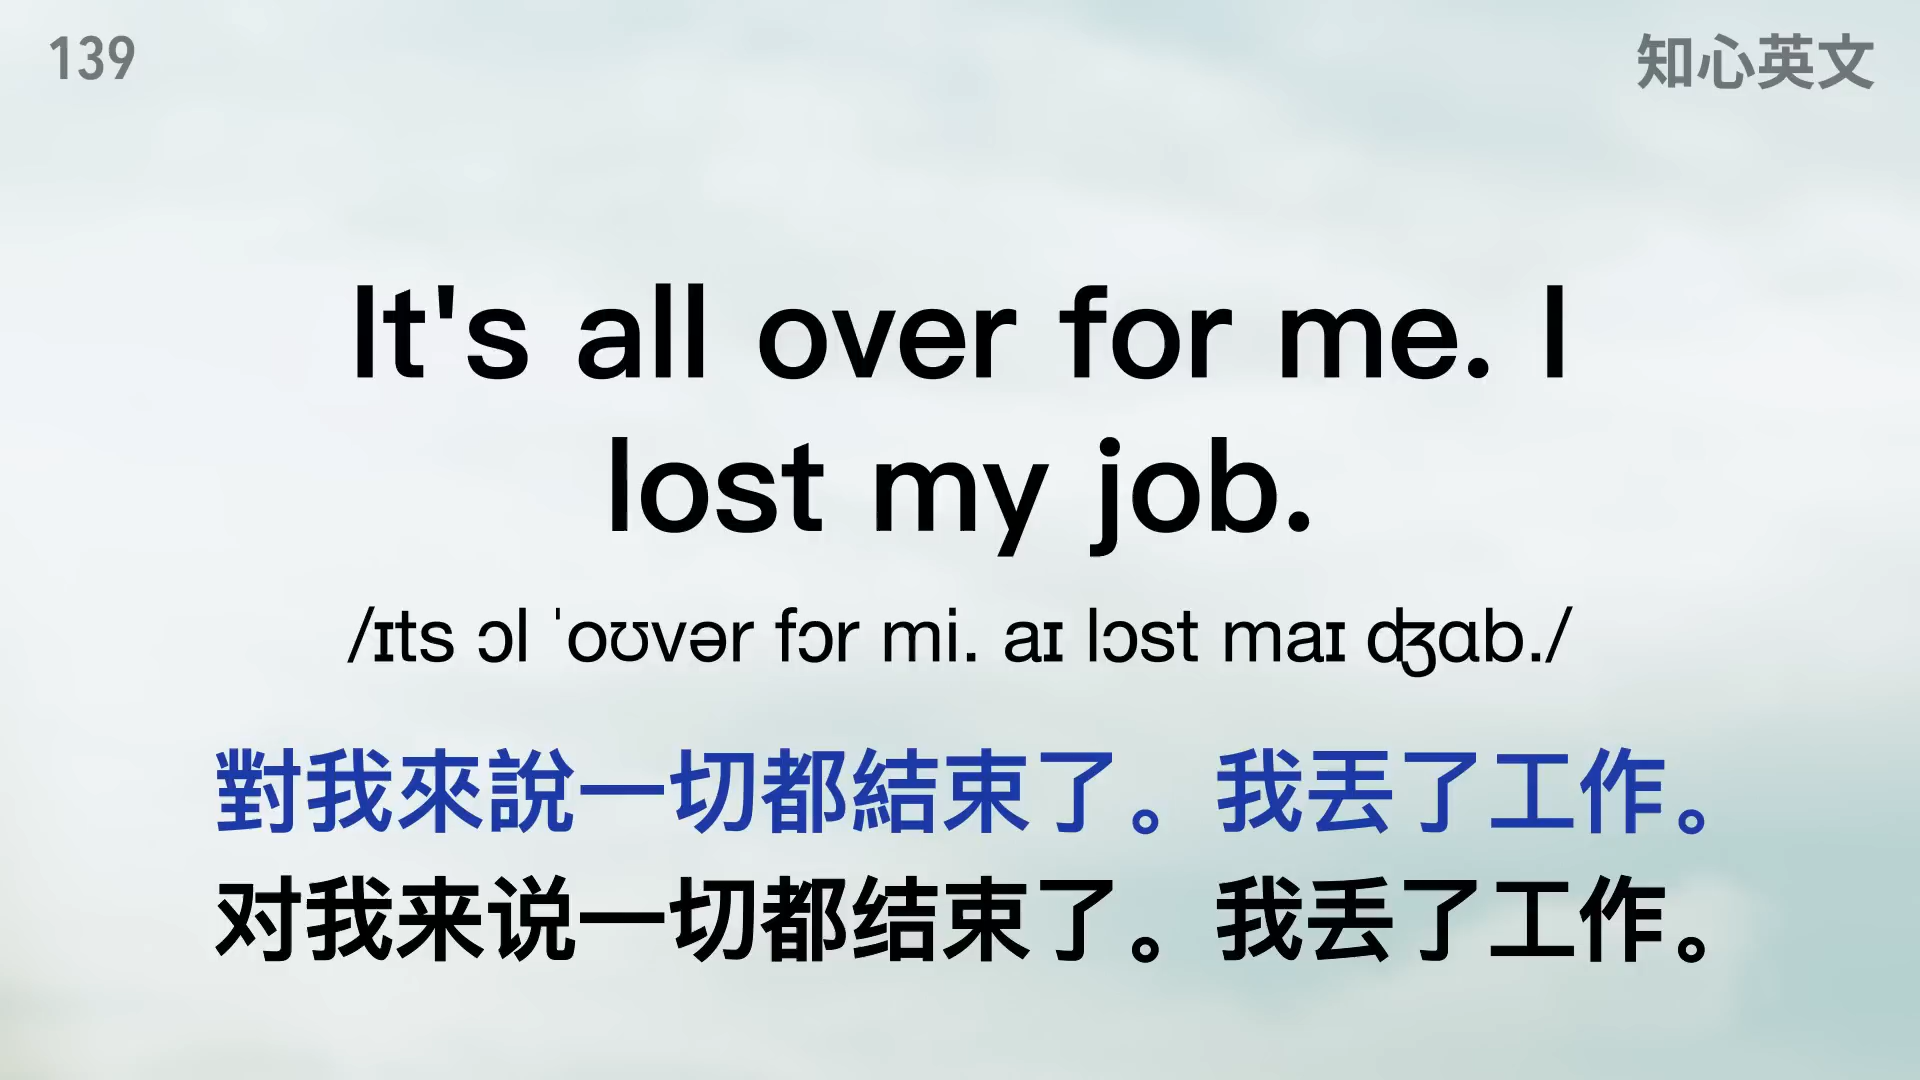 139
知心英文
It's all over for me. I
lost my job.
/ɪts ɔl ˈoʊvər fɔr mi. aɪ lɔst maɪ ʤɑb./
對我來說一切都結束了。我丟了工作。
对我来说一切都结束了。我丢了工作。